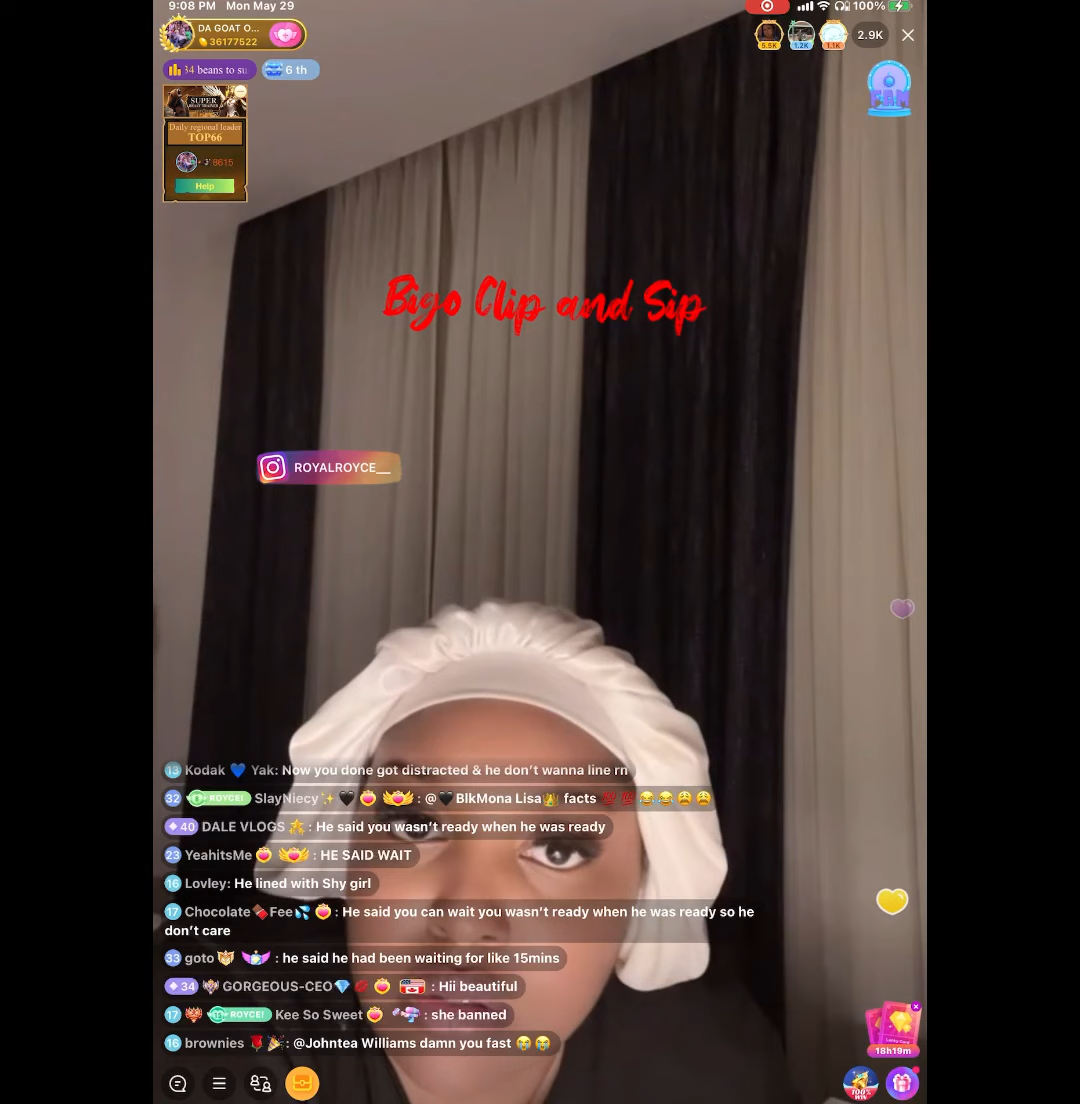 9:08 PM Mon May 29
100%
DA GOAT O...
36177522
5.5K
1.2K
1.1K
2.9K
34 beans to su
6 th
FAN
SUPER
Daily regional leader
TOP66
8615
Help
Bigo Clip and Sip
ROYALROYCE__
13 Kodak 💙 Yak: Now you done got distracted & he don't wanna line rn
32 ROYCE! SlayNiecy✨🖤 : @🖤BlkMona Lisa👑 facts 💯💯😂😂😩😩
40 DALE VLOGS 🌟 : He said you wasn't ready when he was ready
23 YeahitsMe : HE SAID WAIT
16 Lovley: He lined with Shy girl
17 Chocolate🍫Fee💦 : He said you can wait you wasn't ready when he was ready so he
don't care
33 goto : he said he had been waiting for like 15mins
34 GORGEOUS-CEO💎💋 : Hii beautiful
17 ROYCE! Kee So Sweet : she banned
16 brownies 🌹🎉: @Johntea Williams damn you fast 😭😭
18h19m
100%
WIN